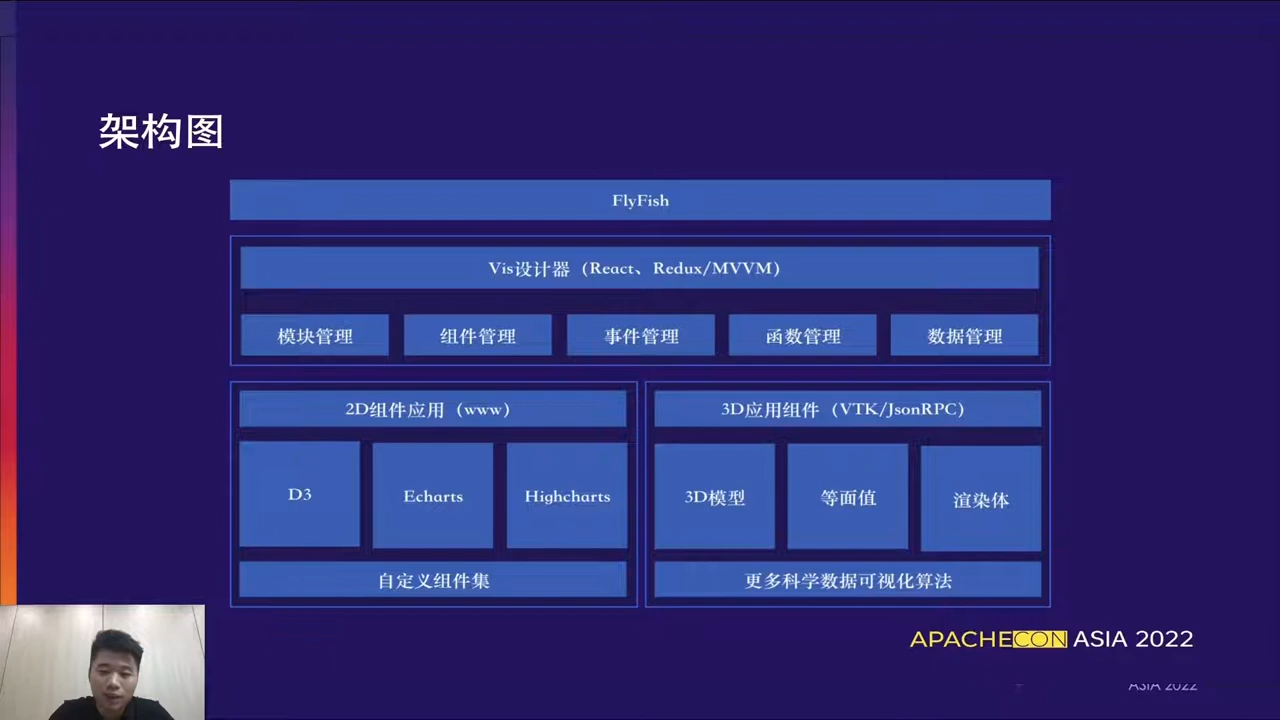 架构图
FlyFish
Vis设计器（React、Redux/MVVM）
模块管理 组件管理 事件管理 函数管理 数据管理
2D组件应用（www） 3D应用组件（VTK/JsonRPC）
D3 Echarts Highcharts 3D模型 等面值 渲染体
自定义组件集 更多科学数据可视化算法
APACHECON ASIA 2022
ASIA 2022